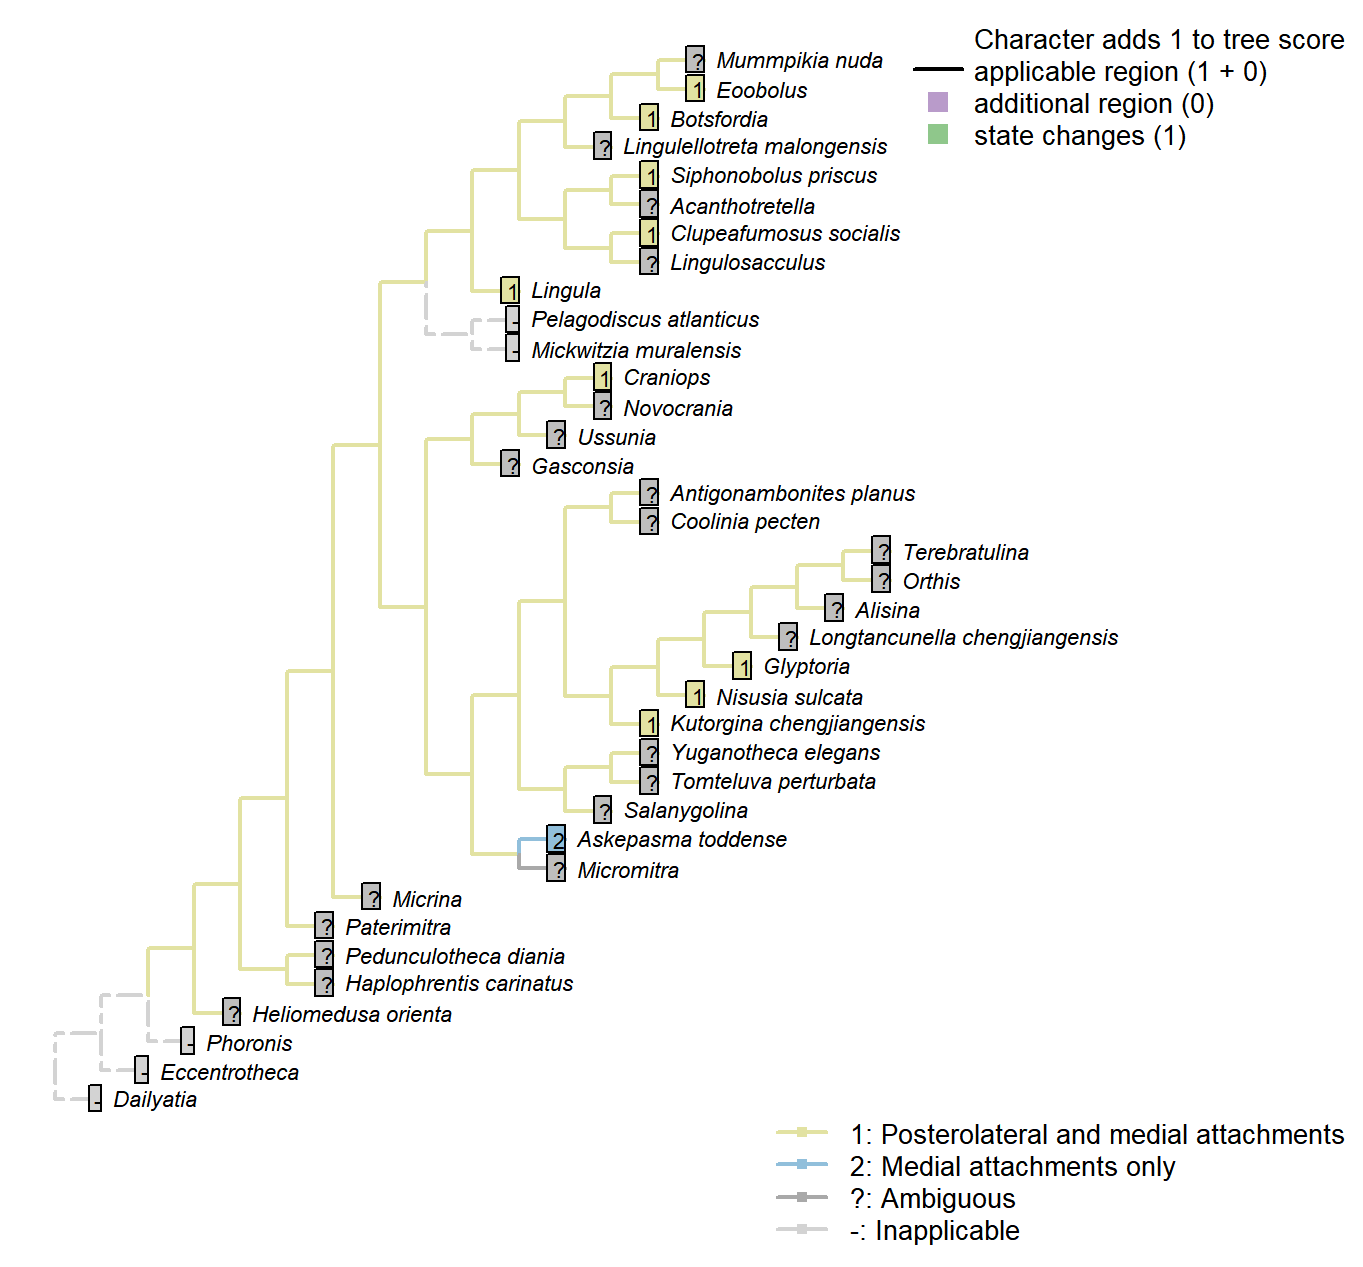 Character adds 1 to tree score
applicable region (1 + 0)
additional region (0)
state changes (1)
? Mummpikia nuda
1 Eoobolus
1 Botsfordia
? Lingulellotreta malongensis
1 Siphonobolus priscus
? Acanthotretella
1 Clupeafumosus socialis
? Lingulosacculus
1 Lingula
- Pelagodiscus atlanticus
- Mickwitzia muralensis
1 Craniops
? Novocrania
? Ussunia
? Gasconsia
? Antigonambonites planus
? Coolinia pecten
? Terebratulina
? Orthis
? Alisina
? Longtancunella chengjiangensis
1 Glyptoria
1 Nisusia sulcata
1 Kutorgina chengjiangensis
? Yuganotheca elegans
? Tomteluva perturbata
? Salanygolina
2 Askepasma toddense
? Micromitra
? Micrina
? Paterimitra
? Pedunculotheca diania
? Haplophrentis carinatus
? Heliomedusa orienta
- Phoronis
- Eccentrotheca
- Dailyatia
1: Posterolateral and medial attachments
2: Medial attachments only
?: Ambiguous
-: Inapplicable